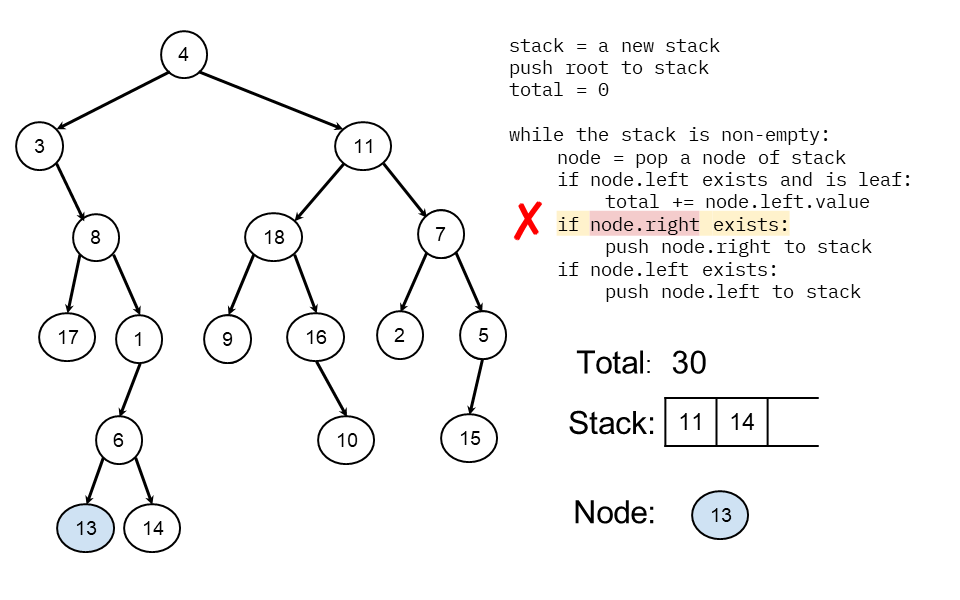 stack = a new stack
push root to stack
total = 0
while the stack is non-empty:
node = pop a node of stack
if node.left exists and is leaf:
total += node.left.value
if node.right exists:
push node.right to stack
if node.left exists:
push node.left to stack
4
3 11
8 18 7
17 1 9 16 2 5
6 10 15
13 14
Total: 30
Stack: 11 14
Node: 13